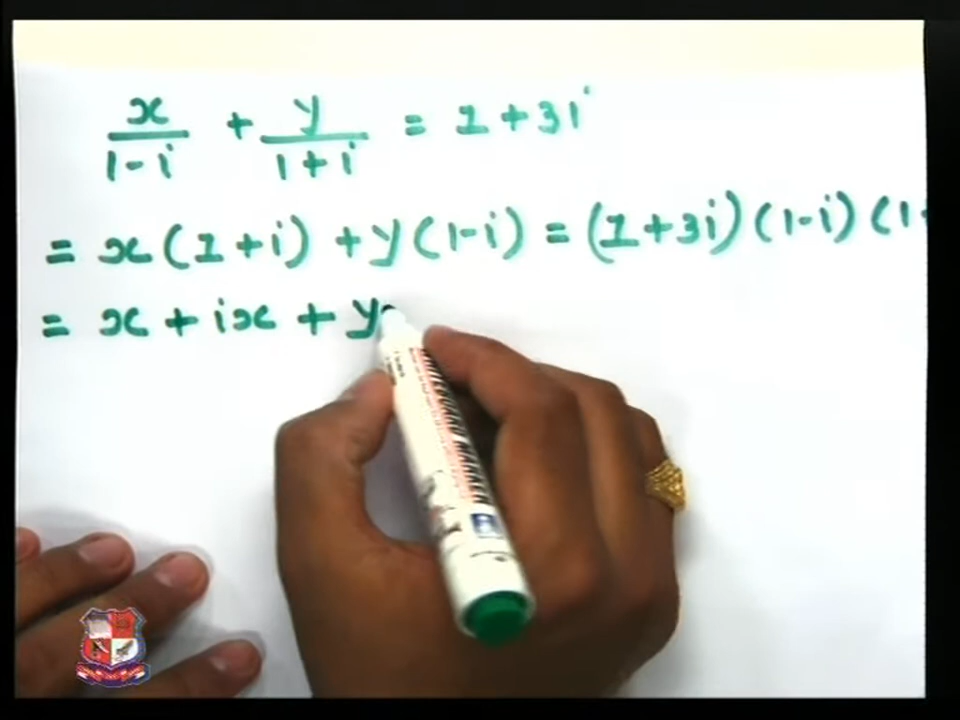 x/1-i + y/1+i = 1+3i
= x(1+i) + y(1-i) = (1+3i)(1-i)(1-
= x + ix + y